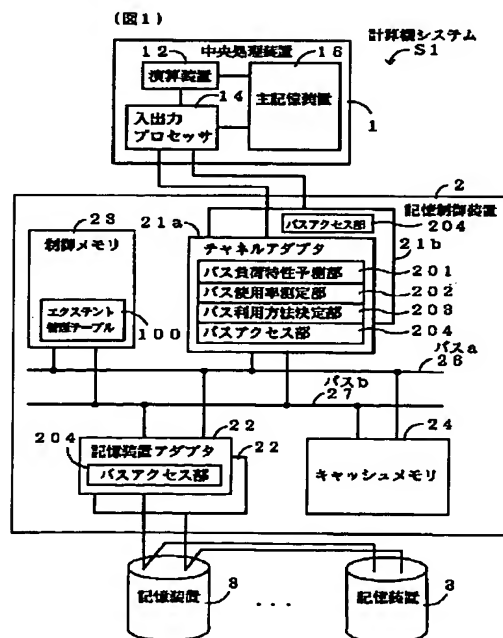 (図1)
計算機システム
S1
中央処理装置
12
16
演算装置
主記憶装置
14
入出力
プロセッサ
1
2
記憶制御装置
23
制御メモリ
21a
バスアクセス部
204
21b
チャネルアダプタ
バス負荷特性予測部
201
バス使用率測定部
202
バス利用方法決定部
203
バスアクセス部
204
エクステント
管理テーブル
100
バスa
26
バスb
27
204
22
記憶装置アダプタ
22
バスアクセス部
24
キャッシュメモリ
記憶装置
3
...
記憶装置
3